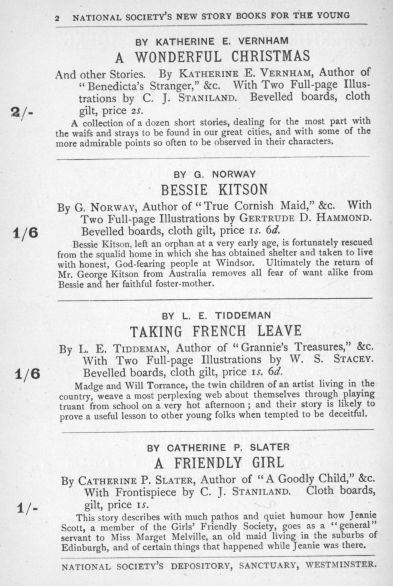 2 NATIONAL SOCIETY'S NEW STORY BOOKS FOR THE YOUNG
BY KATHERINE E. VERNHAM
A WONDERFUL CHRISTMAS
And other Stories. By KATHERINE E. VERNHAM, Author of
"Benedicta's Stranger," &c. With Two Full-page Illus-
trations by C. J. STANILAND. Bevelled boards, cloth
2/- gilt, price 2s.
A collection of a dozen short stories, dealing for the most part with
the waifs and strays to be found in our great cities, and with some of the
more admirable points so often to be observed in their characters.
BY G. NORWAY
BESSIE KITSON
By G. NORWAY, Author of "True Cornish Maid," &c. With
Two Full-page Illustrations by GERTRUDE D. HAMMOND.
1/6 Bevelled boards, cloth gilt, price 1s. 6d.
Bessie Kitson, left an orphan at a very early age, is fortunately rescued
from the squalid home in which she has obtained shelter and taken to live
with honest, God-fearing people at Windsor. Ultimately the return of
Mr. George Kitson from Australia removes all fear of want alike from
Bessie and her faithful foster-mother.
BY L. E. TIDDEMAN
TAKING FRENCH LEAVE
By L. E. TIDDEMAN, Author of "Grannie's Treasures," &c.
With Two Full-page Illustrations by W. S. STACEY.
1/6 Bevelled boards, cloth gilt, price 1s. 6d.
Madge and Will Torrance, the twin children of an artist living in the
country, weave a most perplexing web about themselves through playing
truant from school on a very hot afternoon; and their story is likely to
prove a useful lesson to other young folks when tempted to be deceitful.
BY CATHERINE P. SLATER
A FRIENDLY GIRL
By CATHERINE P. SLATER, Author of "A Goodly Child," &c.
With Frontispiece by C. J. STANILAND. Cloth boards,
1/- gilt, price 1s.
This story describes with much pathos and quiet humour how Jeanie
Scott, a member of the Girls' Friendly Society, goes as a "general"
servant to Miss Marget Melville, an old maid living in the suburbs of
Edinburgh, and of certain things that happened while Jeanie was there.
NATIONAL SOCIETY'S DEPOSITORY, SANCTUARY, WESTMINSTER.